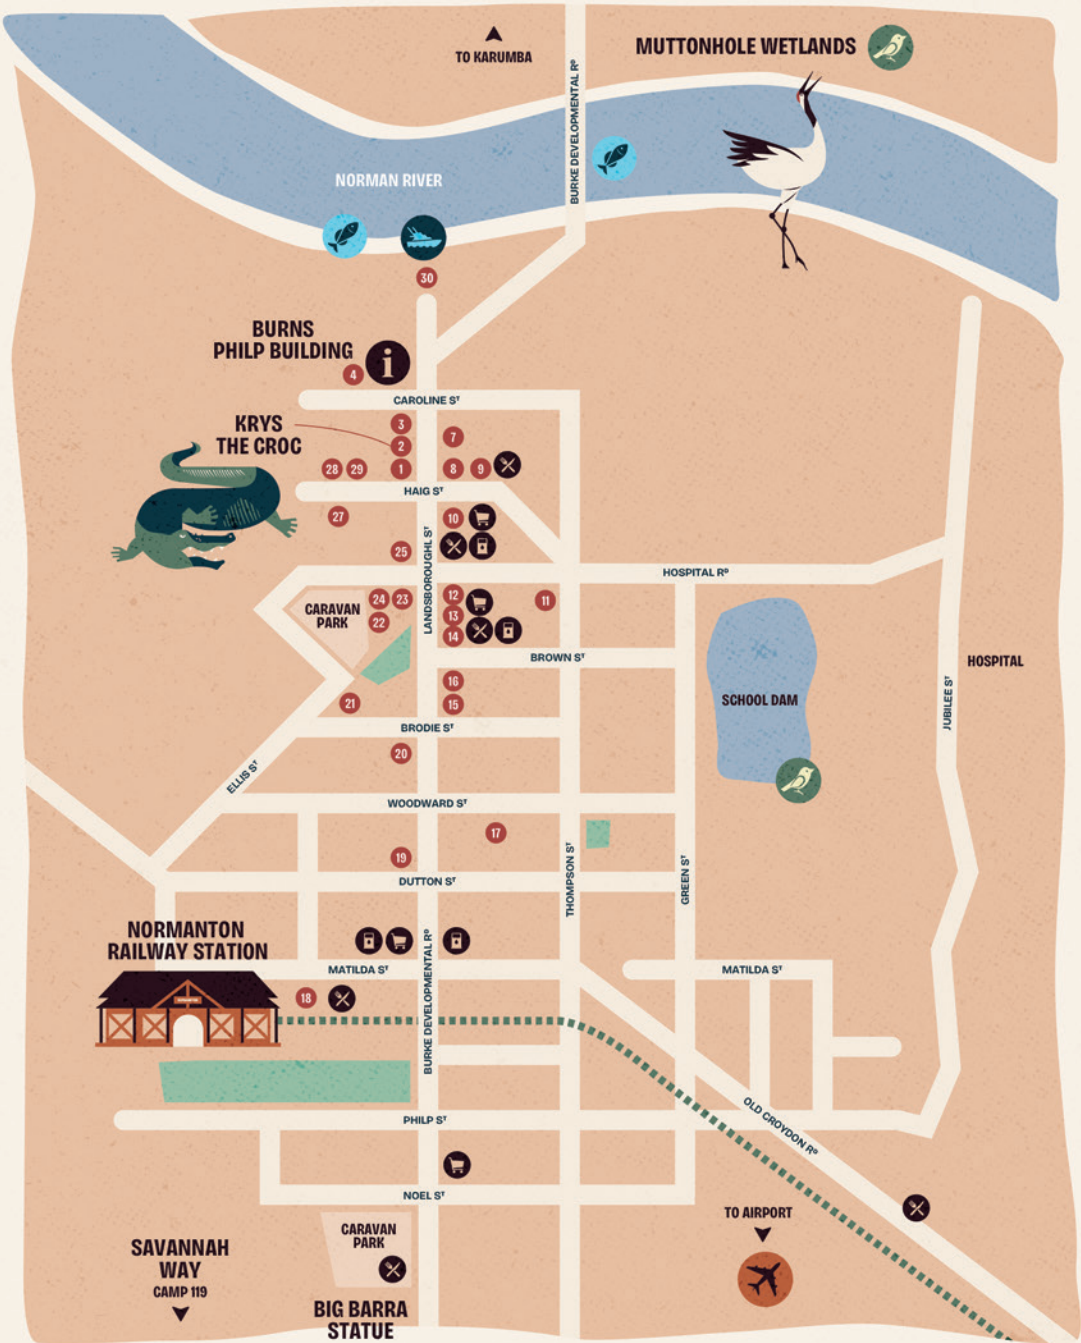 TO KARUMBA
MUTTONHOLE WETLANDS
BURKE DEVELOPMENTAL Rᴰ
NORMAN RIVER
30
BURNS
PHILP BUILDING
i
4
CAROLINE Sᵀ
KRYS
THE CROC
3
2
7
28
29
1
8
9
HAIG Sᵀ
27
10
25
LANDSBOROUGHL Sᵀ
HOSPITAL Rᴰ
CARAVAN
PARK
24
23
22
12
13
14
11
BROWN Sᵀ
HOSPITAL
JUBILEE Sᵀ
SCHOOL DAM
16
15
21
BRODIE Sᵀ
20
ELLIS Sᵀ
WOODWARD Sᵀ
17
19
THOMPSON Sᵀ
GREEN Sᵀ
DUTTON Sᵀ
NORMANTON
RAILWAY STATION
BURKE DEVELOPMENTAL Rᴰ
MATILDA Sᵀ
MATILDA Sᵀ
18
PHILP Sᵀ
OLD CROYDON Rᴰ
NOEL Sᵀ
TO AIRPORT
CARAVAN
PARK
SAVANNAH
WAY
CAMP 119
BIG BARRA
STATUE